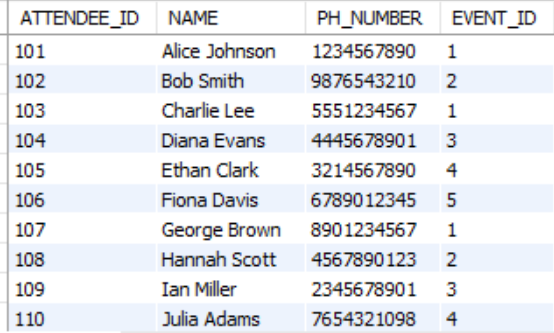 ATTENDEE_ID NAME PH_NUMBER EVENT_ID
101 Alice Johnson 1234567890 1
102 Bob Smith 9876543210 2
103 Charlie Lee 5551234567 1
104 Diana Evans 4445678901 3
105 Ethan Clark 3214567890 4
106 Fiona Davis 6789012345 5
107 George Brown 8901234567 1
108 Hannah Scott 4567890123 2
109 Ian Miller 2345678901 3
110 Julia Adams 7654321098 4